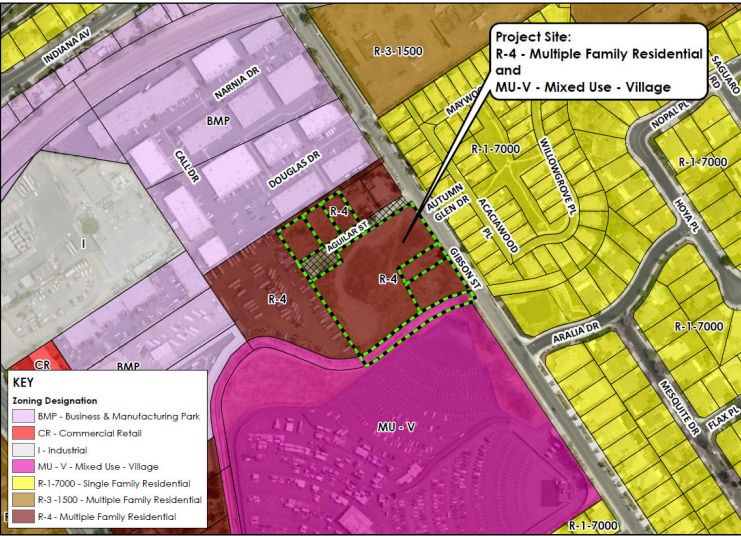 INDIANA AV
R-3-1500
Project Site:
R-4 - Multiple Family Residential
and
MU-V - Mixed Use - Village
SAGUARO
RD
NARNIA DR
BMP
MAYWOO
NOPAL PL
R-1-7000
WILLOWGROVE PL
R-1-7000
CALL DR
DOUGLAS DR
AUTUMN
GLEN DR
ACACIAWOOD
PL
HOYA PL
R-4
AGUILAR ST
GIBSON ST
I
R-4
R-4
ARALIA DR
R-1-7000
CR
BMP
MESQUITE DR
FLAX PL
MU - V
R-1-7000
KEY
Zoning Designation
BMP - Business & Manufacturing Park
CR - Commercial Retail
I - Industrial
MU - V - Mixed Use - Village
R-1-7000 - Single Family Residential
R-3 -1500 - Multiple Family Residential
R-4 - Multiple Family Residential